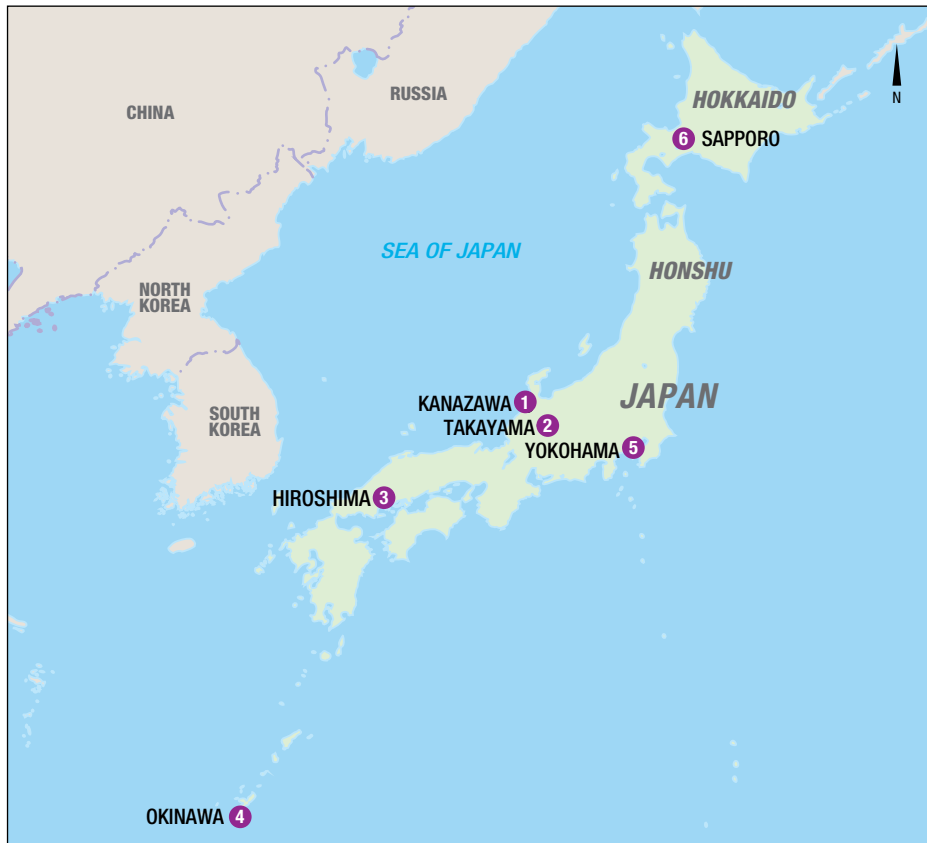 CHINA
RUSSIA
HOKKAIDO
N
6 SAPPORO
SEA OF JAPAN
HONSHU
NORTH
KOREA
JAPAN
SOUTH
KOREA
KANAZAWA 1
TAKAYAMA 2
YOKOHAMA 5
HIROSHIMA 3
OKINAWA 4